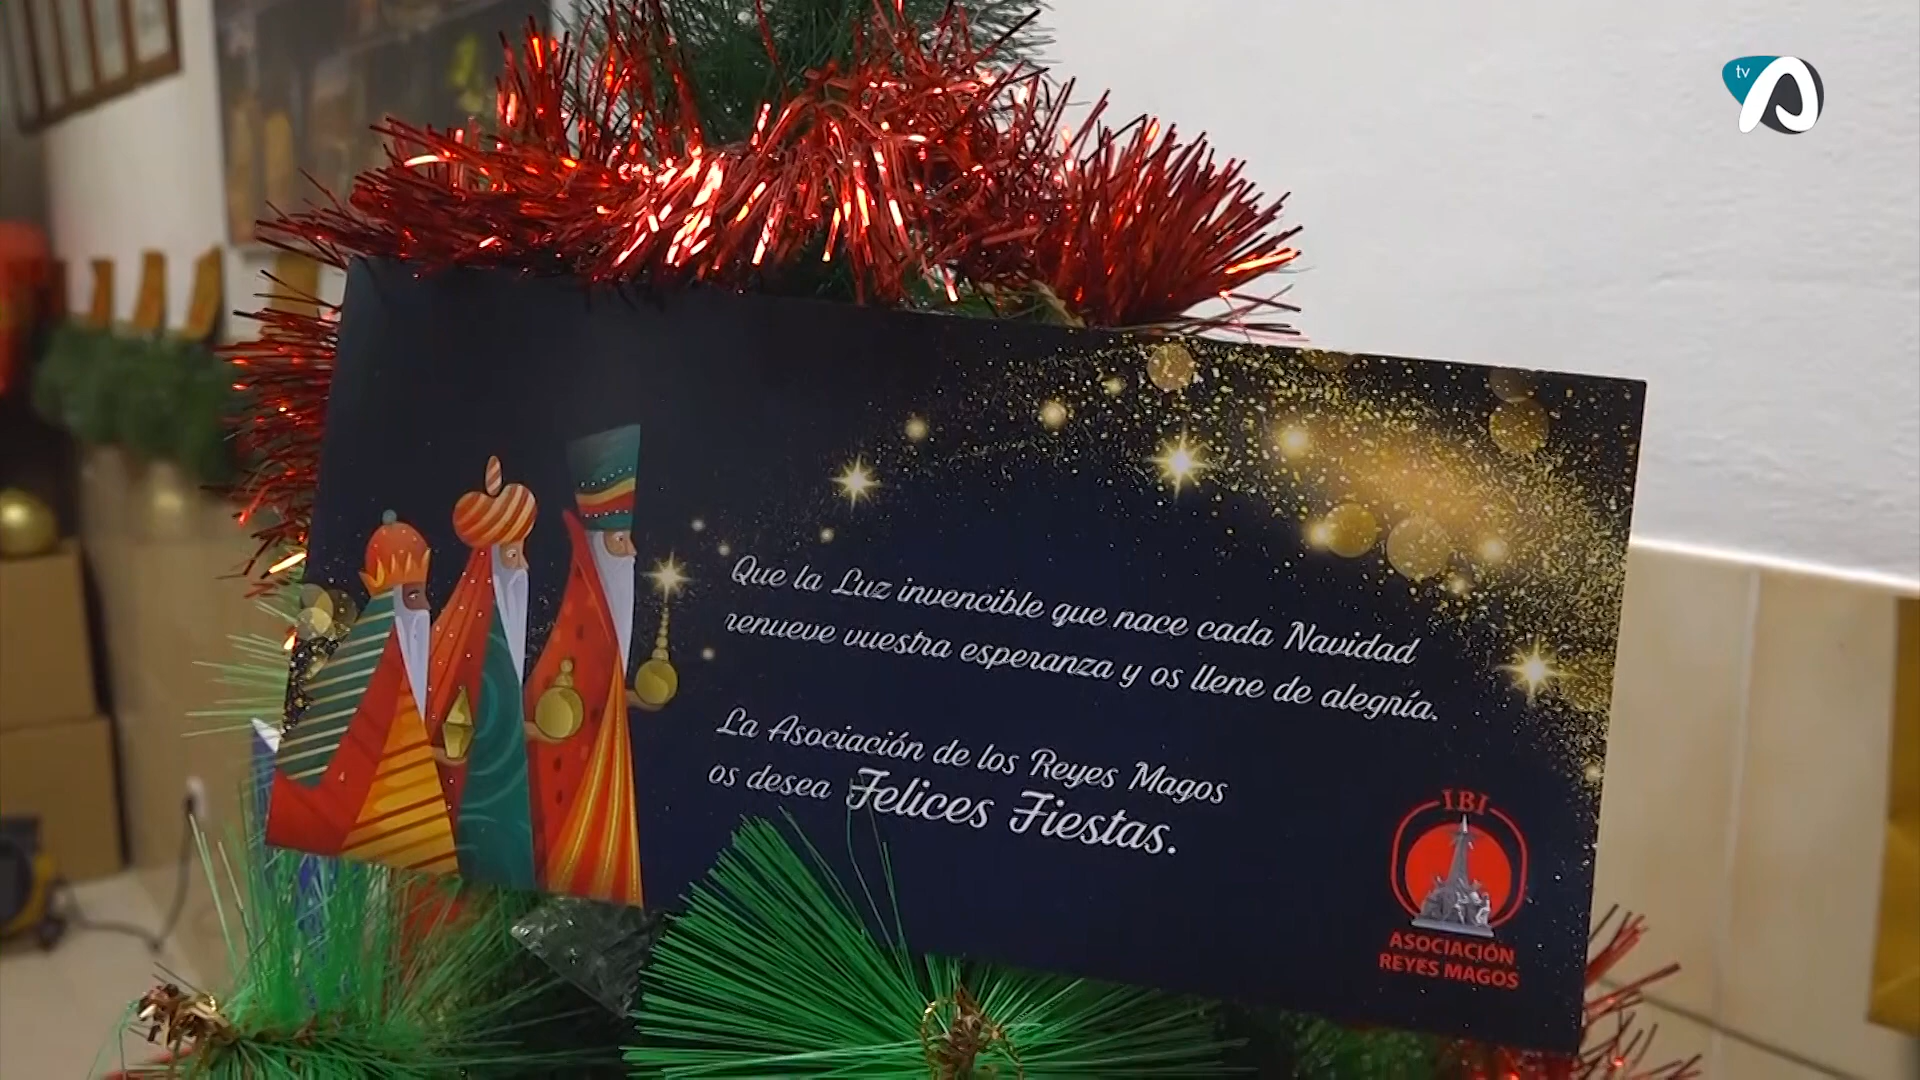 tv
Que la Luz invencible que nace cada Navidad
renueve vuestra esperanza y os llene de alegría.
La Asociación de los Reyes Magos
os desea Felices Fiestas.
IBI
ASOCIACIÓN
REYES MAGOS